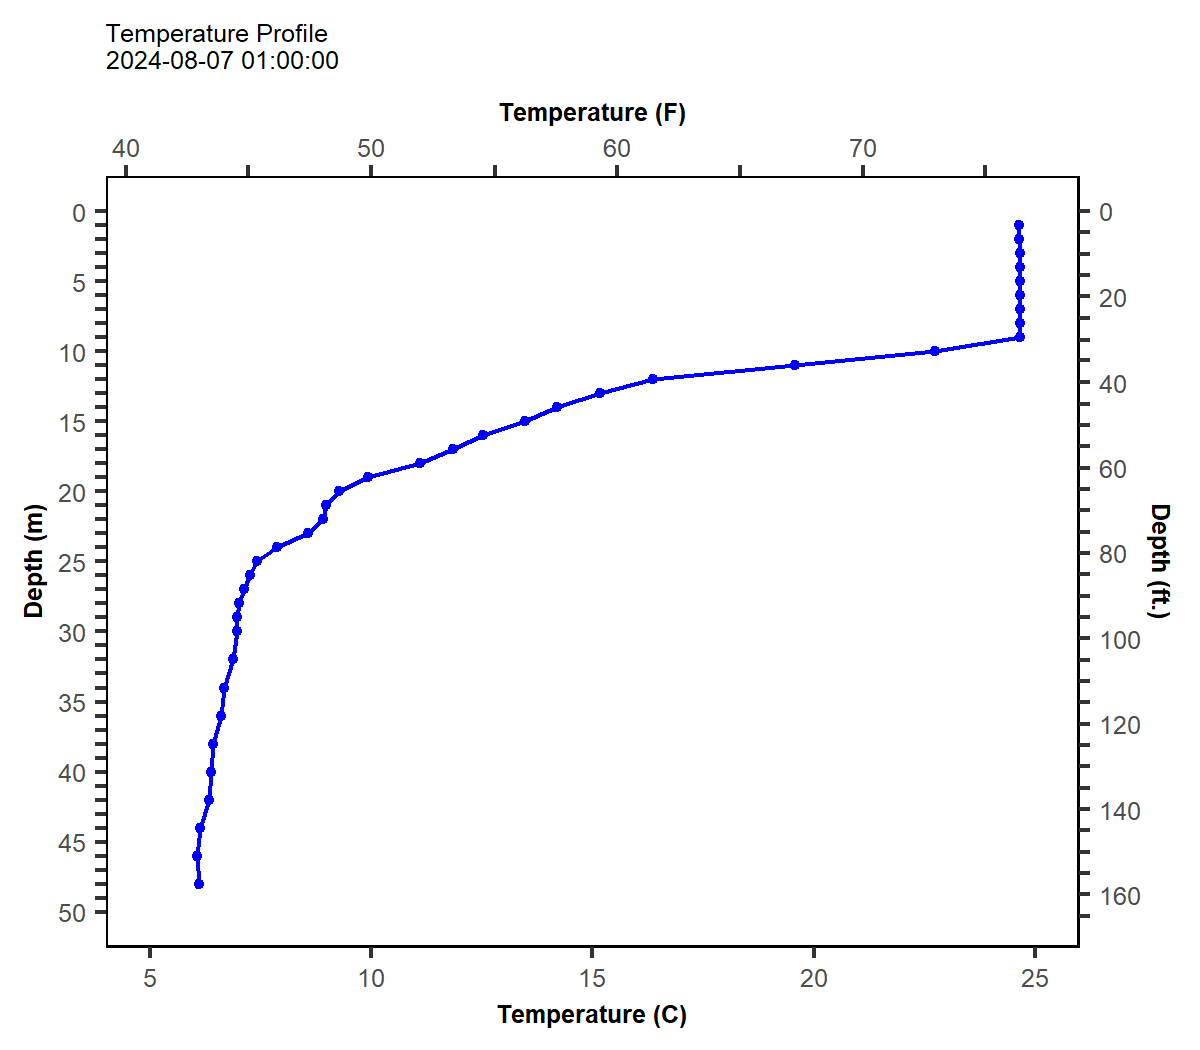 Temperature Profile
2024-08-07 01:00:00
Temperature (F)
40 50 60 70
0 5 10 15 20 25 30 35 40 45 50
Depth (m)
0 20 40 60 80 100 120 140 160
Depth (ft.)
5 10 15 20 25
Temperature (C)